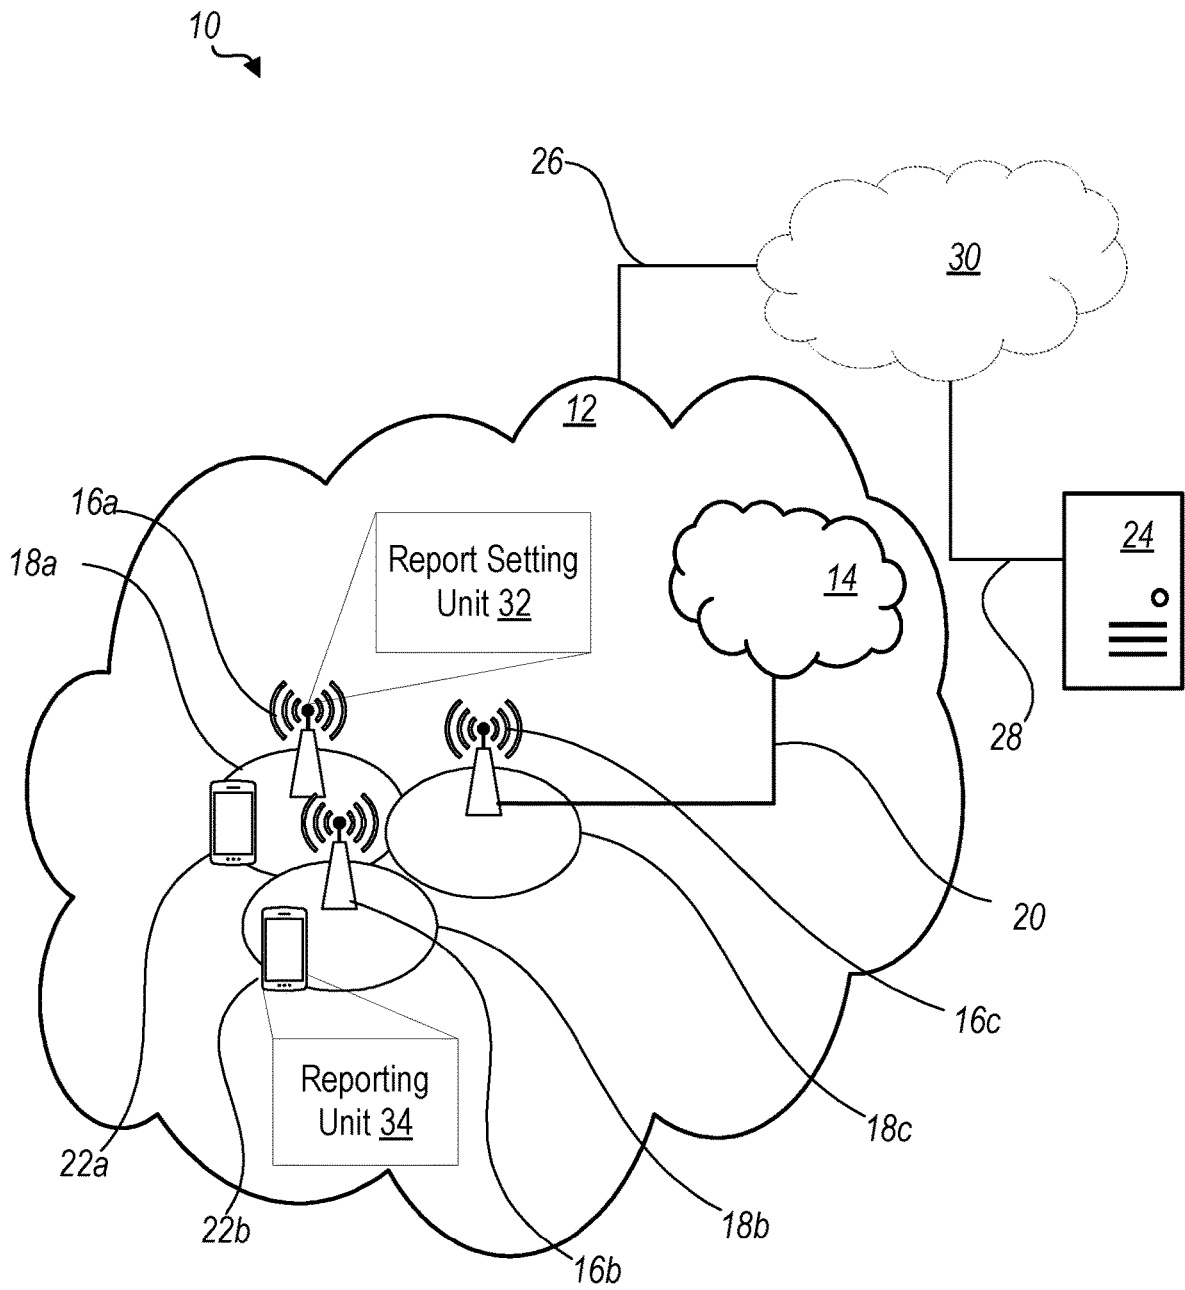 10
26
30
12
16a
18a
Report Setting
Unit 32
14
24
28
20
16c
Reporting
Unit 34
18c
22a
22b
18b
16b